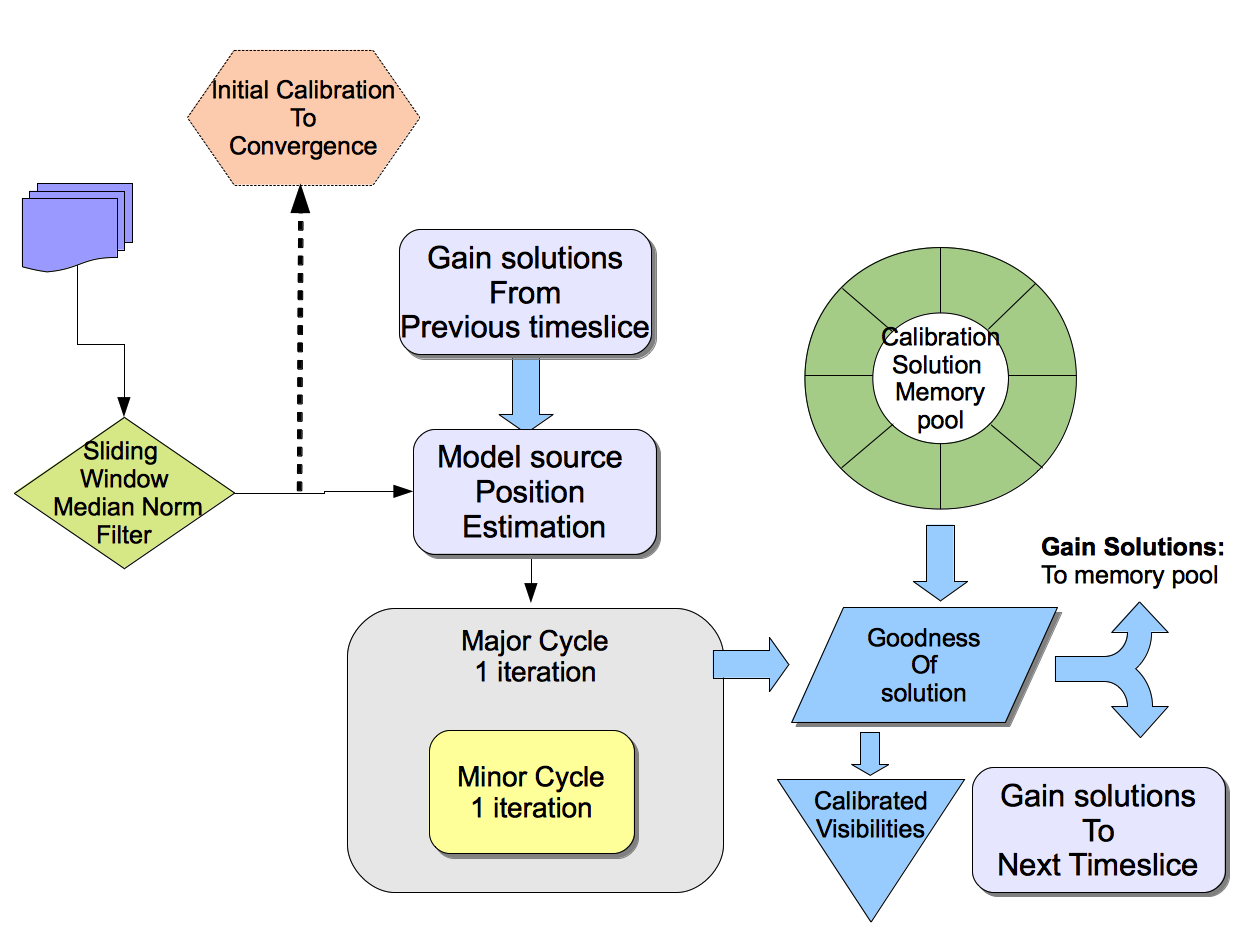 Initial Calibration
To
Convergence
Gain solutions
From
Previous timeslice
Calibration
Solution
Memory
pool
Sliding
Window
Median Norm
Filter
Model source
Position
Estimation
Gain Solutions:
To memory pool
Major Cycle
1 iteration
Minor Cycle
1 iteration
Goodness
Of
solution
Calibrated
Visibilities
Gain solutions
To
Next Timeslice